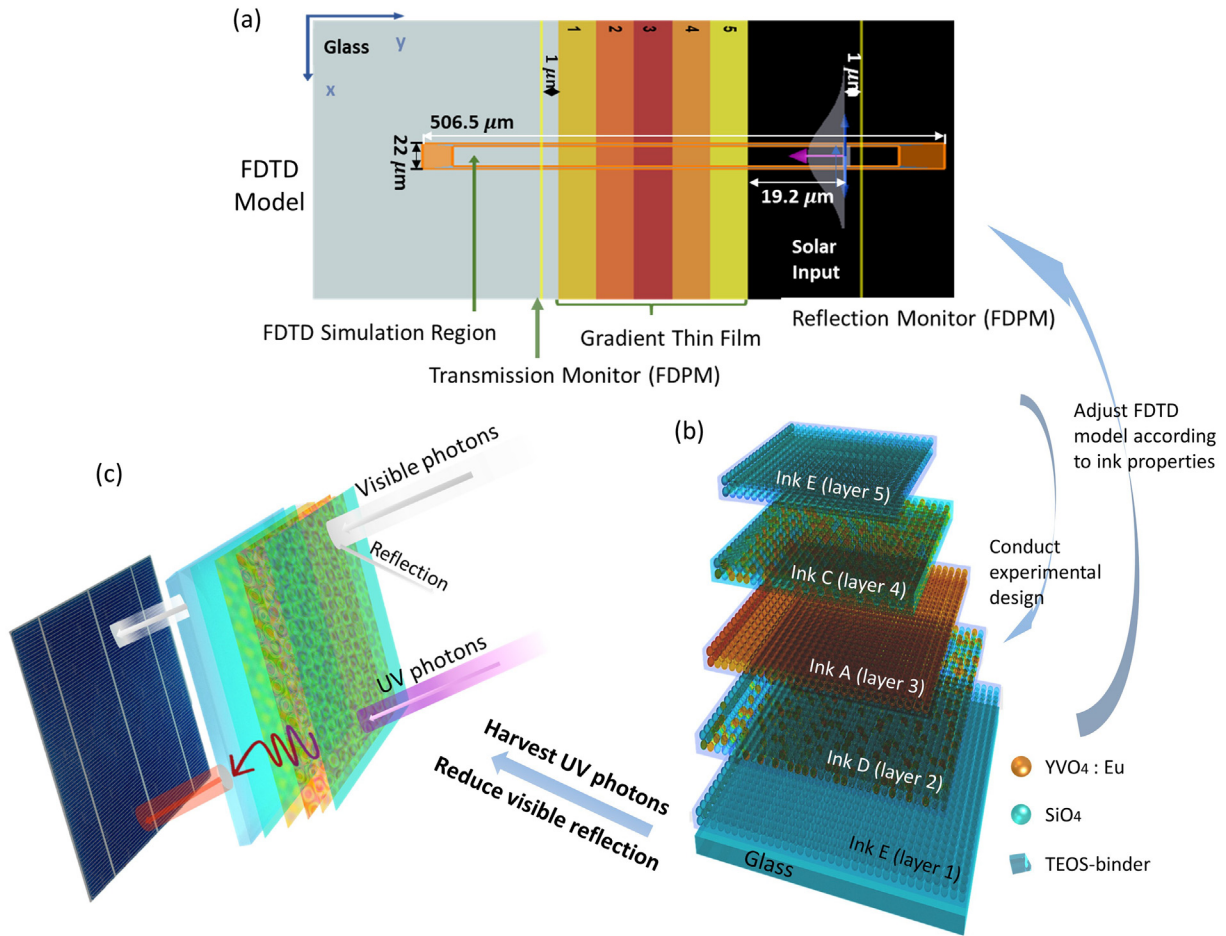 (a)
Glass
y
x
1
2
3
4
5
1 μm
1 μm
506.5 μm
22 μm
19.2 μm
FDTD
Model
Solar
Input
FDTD Simulation Region
Gradient Thin Film
Reflection Monitor (FDPM)
Transmission Monitor (FDPM)
Adjust FDTD
model according
to ink properties
Conduct
experimental
design
(b)
Ink E (layer 5)
Ink C (layer 4)
Ink A (layer 3)
Ink D (layer 2)
Ink E (layer 1)
Glass
YVO₄ : Eu
SiO₄
TEOS-binder
(c)
Visible photons
Reflection
UV photons
Harvest UV photons
Reduce visible reflection